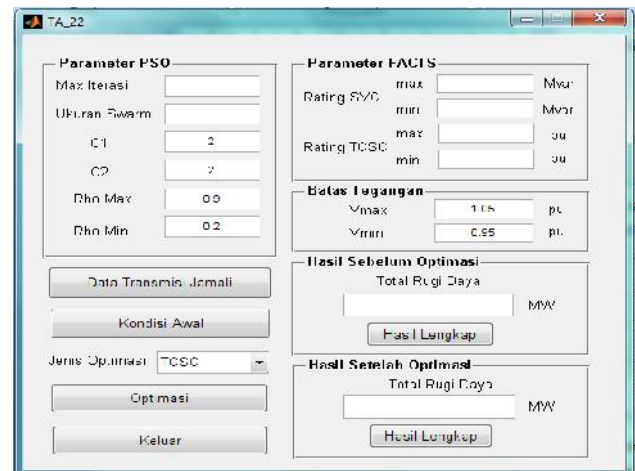 TA_22
Parameter PSO
Max Iterasi
Ukuran Swarm
C1
2
C2
2
Rho Max
0.9
Rho Min
0.2
Data Transmisi Jamali
Kondisi Awal
Jenis Optimasi
TCSC
Optimasi
Keluar
Parameter FACTS
Rating SVC
max
Mvar
min
Mvar
Rating TCSC
max
pu
min
pu
Batas Tegangan
Vmax
1.05
pu
Vmin
0.95
pu
Hasil Sebelum Optimasi
Total Rugi Daya
MW
Hasil Lengkap
Hasil Setelah Optimasi
Total Rugi Daya
MW
Hasil Lengkap